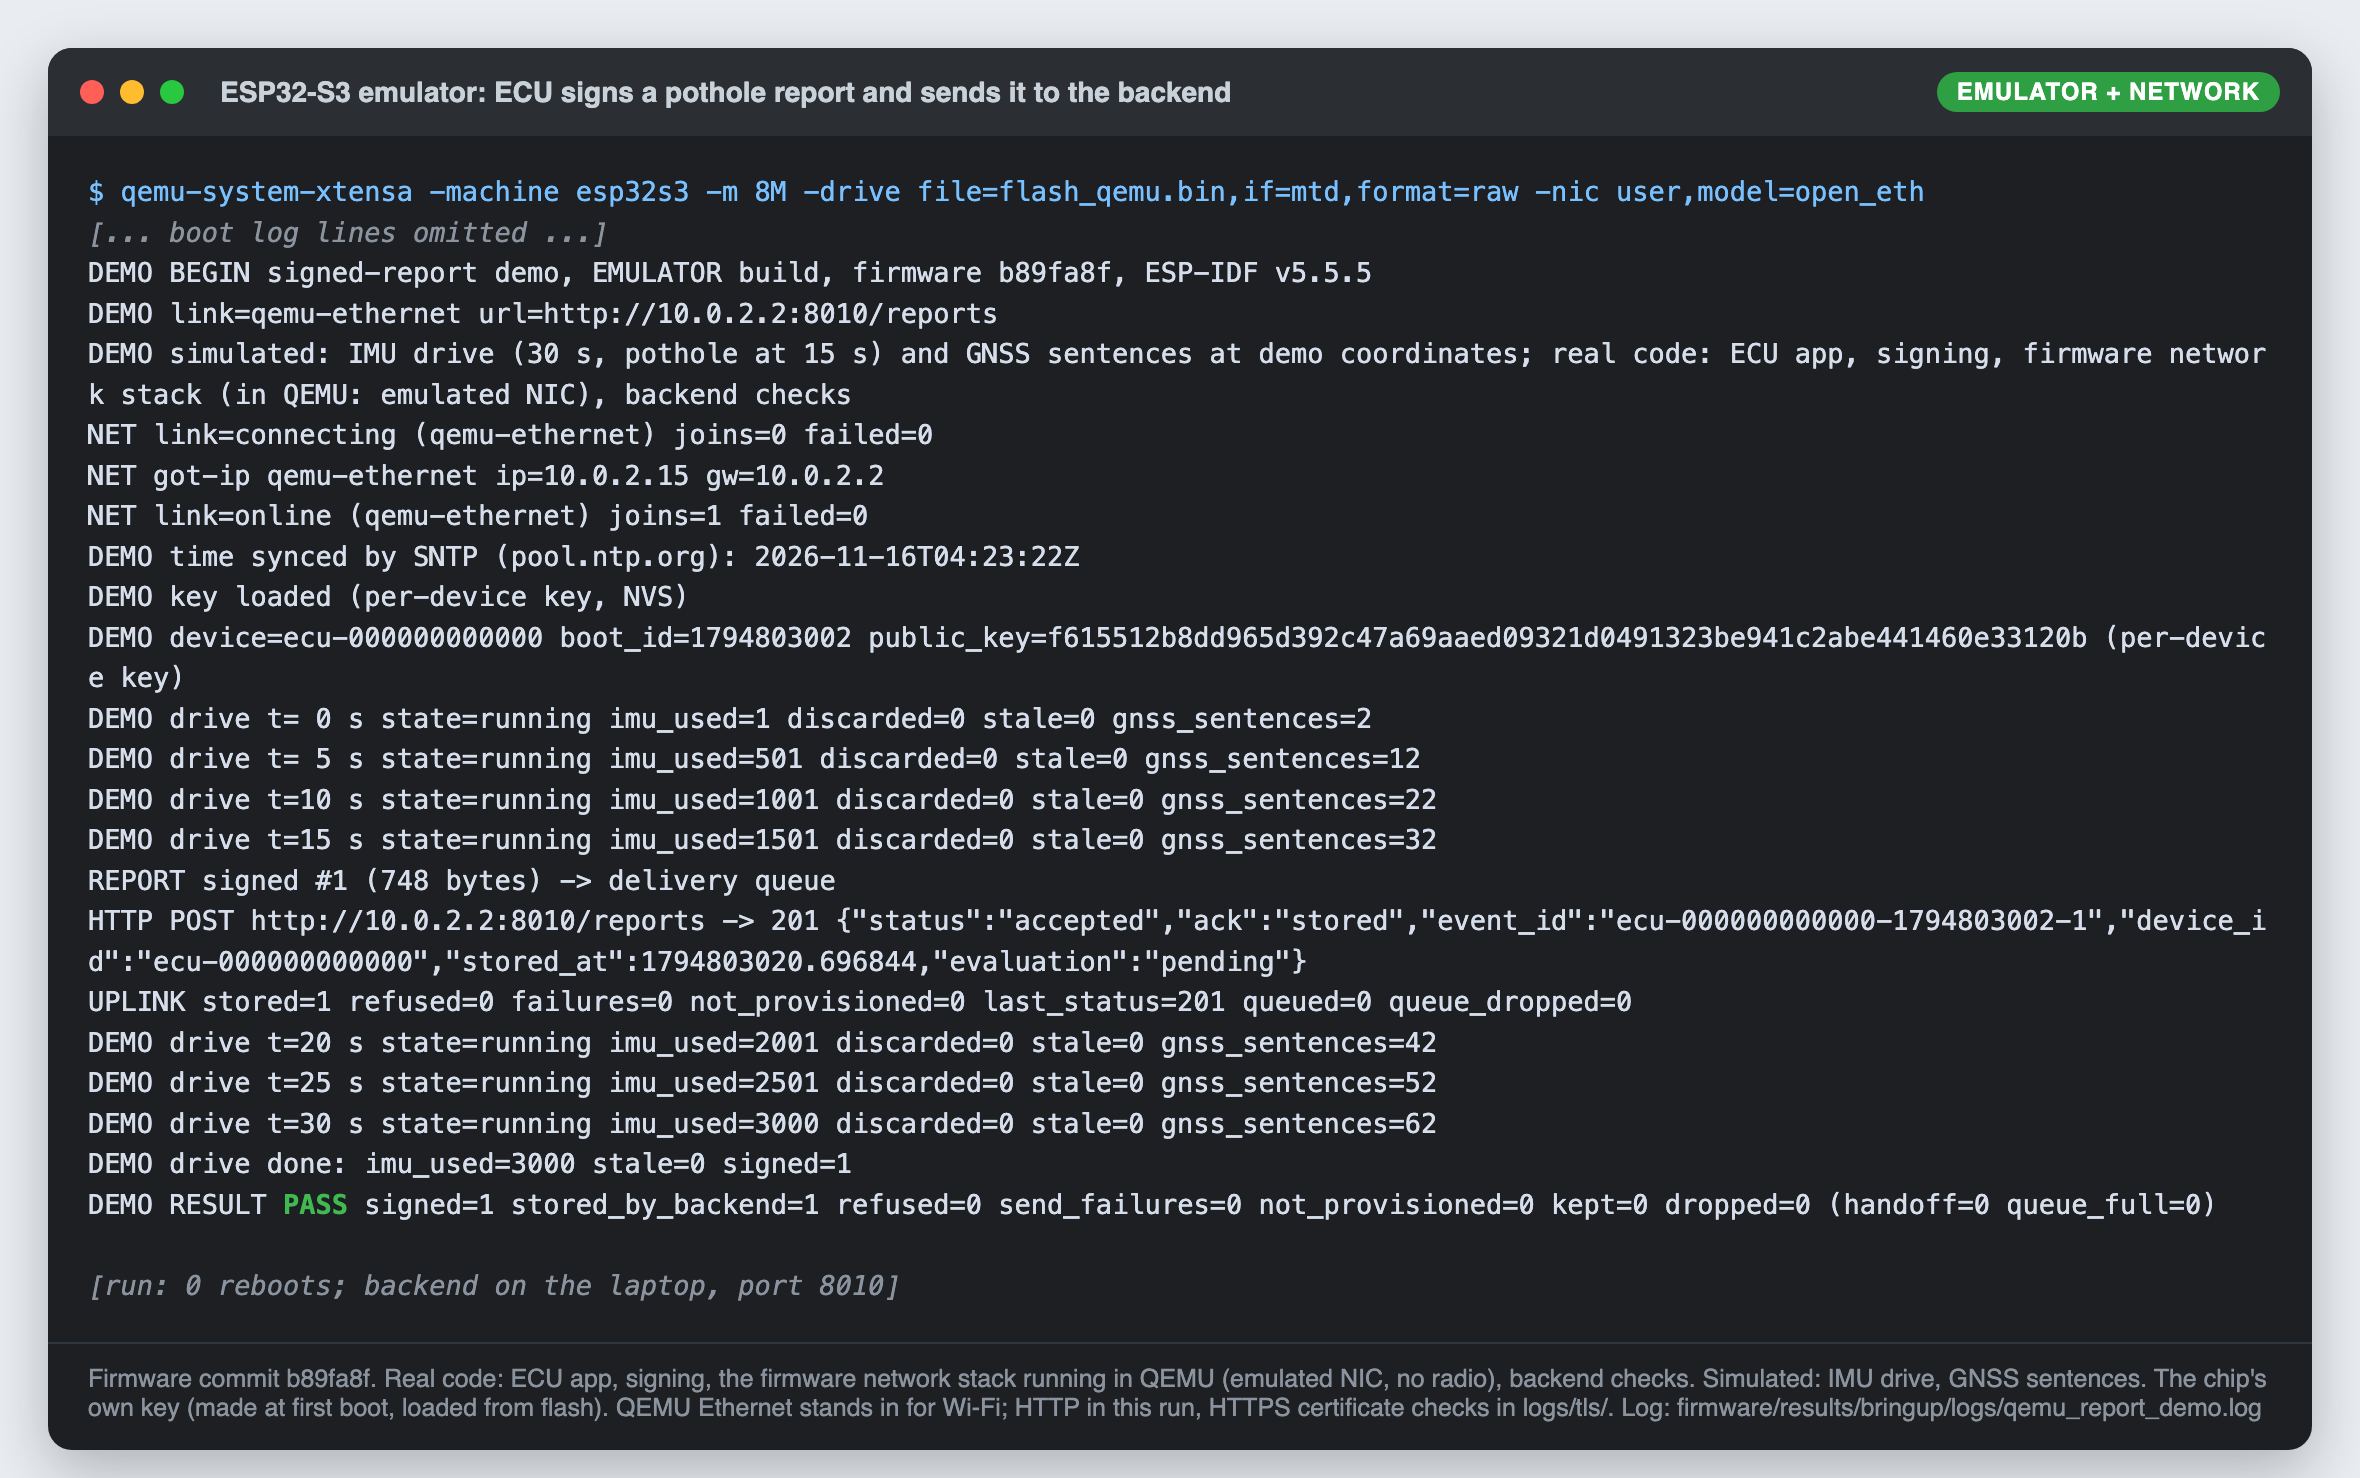 ESP32-S3 emulator: ECU signs a pothole report and sends it to the backend
EMULATOR + NETWORK
$ qemu-system-xtensa -machine esp32s3 -m 8M -drive file=flash_qemu.bin,if=mtd,format=raw -nic user,model=open_eth
[... boot log lines omitted ...]
DEMO BEGIN signed-report demo, EMULATOR build, firmware b89fa8f, ESP-IDF v5.5.5
DEMO link=qemu-ethernet url=http://10.0.2.2:8010/reports
DEMO simulated: IMU drive (30 s, pothole at 15 s) and GNSS sentences at demo coordinates; real code: ECU app, signing, firmware networ
k stack (in QEMU: emulated NIC), backend checks
NET link=connecting (qemu-ethernet) joins=0 failed=0
NET got-ip qemu-ethernet ip=10.0.2.15 gw=10.0.2.2
NET link=online (qemu-ethernet) joins=1 failed=0
DEMO time synced by SNTP (pool.ntp.org): 2026-11-16T04:23:22Z
DEMO key loaded (per-device key, NVS)
DEMO device=ecu-000000000000 boot_id=1794803002 public_key=f615512b8dd965d392c47a69aaed09321d0491323be941c2abe441460e33120b (per-devic
e key)
DEMO drive t= 0 s state=running imu_used=1 discarded=0 stale=0 gnss_sentences=2
DEMO drive t= 5 s state=running imu_used=501 discarded=0 stale=0 gnss_sentences=12
DEMO drive t=10 s state=running imu_used=1001 discarded=0 stale=0 gnss_sentences=22
DEMO drive t=15 s state=running imu_used=1501 discarded=0 stale=0 gnss_sentences=32
REPORT signed #1 (748 bytes) -> delivery queue
HTTP POST http://10.0.2.2:8010/reports -> 201 {"status":"accepted","ack":"stored","event_id":"ecu-000000000000-1794803002-1","device_i
d":"ecu-000000000000","stored_at":1794803020.696844,"evaluation":"pending"}
UPLINK stored=1 refused=0 failures=0 not_provisioned=0 last_status=201 queued=0 queue_dropped=0
DEMO drive t=20 s state=running imu_used=2001 discarded=0 stale=0 gnss_sentences=42
DEMO drive t=25 s state=running imu_used=2501 discarded=0 stale=0 gnss_sentences=52
DEMO drive t=30 s state=running imu_used=3000 discarded=0 stale=0 gnss_sentences=62
DEMO drive done: imu_used=3000 stale=0 signed=1
DEMO RESULT PASS signed=1 stored_by_backend=1 refused=0 send_failures=0 not_provisioned=0 kept=0 dropped=0 (handoff=0 queue_full=0)
[run: 0 reboots; backend on the laptop, port 8010]
Firmware commit b89fa8f. Real code: ECU app, signing, the firmware network stack running in QEMU (emulated NIC, no radio), backend checks. Simulated: IMU drive, GNSS sentences. The chip's
own key (made at first boot, loaded from flash). QEMU Ethernet stands in for Wi-Fi; HTTP in this run, HTTPS certificate checks in logs/tls/. Log: firmware/results/bringup/logs/qemu_report_demo.log